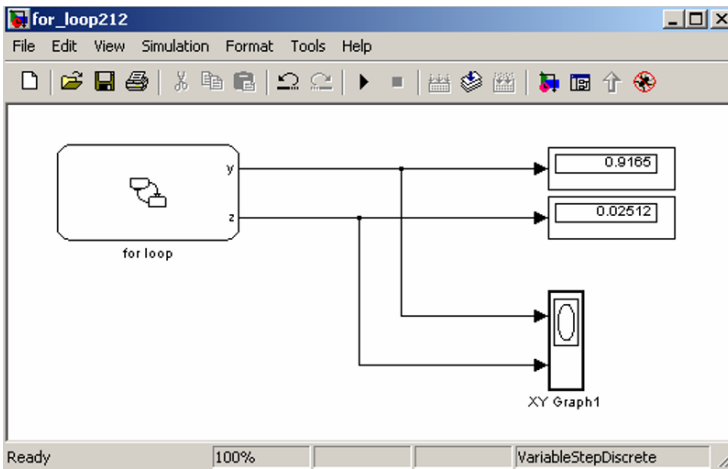 for_loop212
File Edit View Simulation Format Tools Help
y
0.9165
z
0.02512
for loop
XY Graph1
Ready 100% VariableStepDiscrete